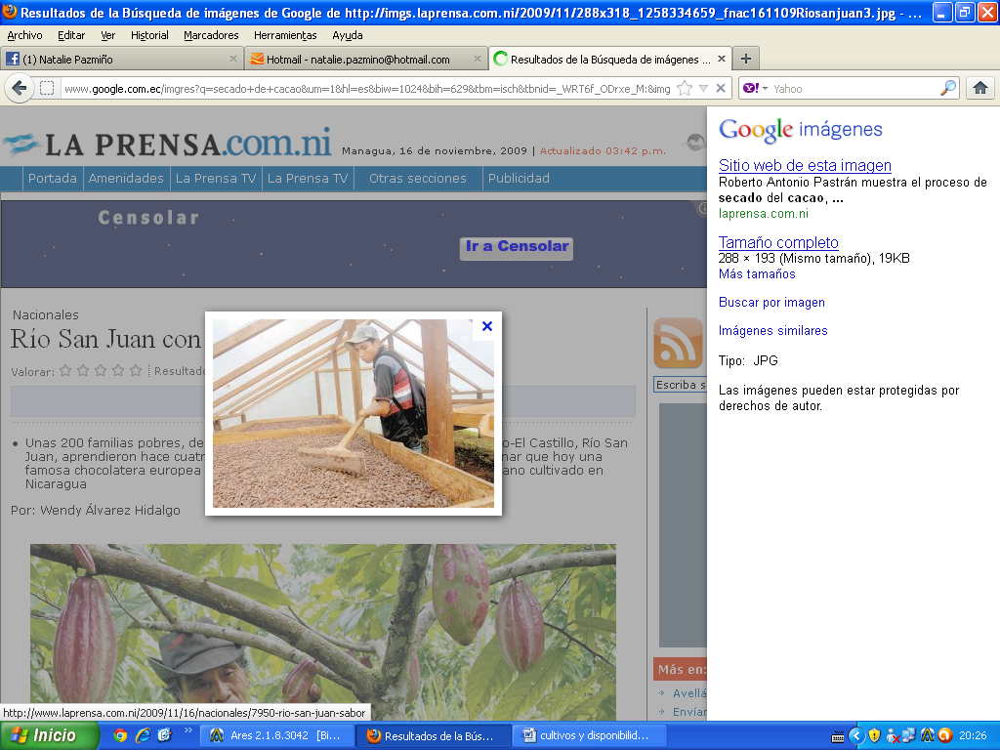 Resultados de la Búsqueda de imágenes de Google de http://imgs.laprensa.com.ni/2009/11/288x318_1258334659_fnac161109Riosanjuan3.jpg - ...
Archivo Editar Ver Historial Marcadores Herramientas Ayuda
(1) Natalie Pazmiño
Hotmail - natalie.pazmino@hotmail.com
Resultados de la Búsqueda de imágenes ...
www.google.com.ec/imgres?q=secado+de+cacao&um=1&hl=es&biw=1024&bih=629&tbm=isch&tbnid=_WRT6f_ODrxe_M:&img
Yahoo
LA PRENSA.com.ni
Managua, 16 de noviembre, 2009 | Actualizado 03:42 p.m.
Portada Amenidades La Prensa TV La Prensa TV Otras secciones Publicidad
Censolar
Ir a Censolar
Nacionales
Río San Juan con
Valorar:
Resultado
Escriba s
Unas 200 familias pobres, de
o-El Castillo, Río San
Juan, aprendieron hace cuatr
nar que hoy una
famosa chocolatera europea
ano cultivado en
Nicaragua
Por: Wendy Álvarez Hidalgo
Más en:
Avellá
Envían
Google imágenes
Sitio web de esta imagen
Roberto Antonio Pastrán muestra el proceso de
secado del cacao, ...
laprensa.com.ni
Tamaño completo
288 × 193 (Mismo tamaño), 19KB
Más tamaños
Buscar por imagen
Imágenes similares
Tipo: JPG
Las imágenes pueden estar protegidas por
derechos de autor.
http://www.laprensa.com.ni/2009/11/16/nacionales/7950-rio-san-juan-sabor
Inicio
Ares 2.1.8.3042 [Bi...
Resultados de la Bús...
cultivos y disponibilid...
20:26